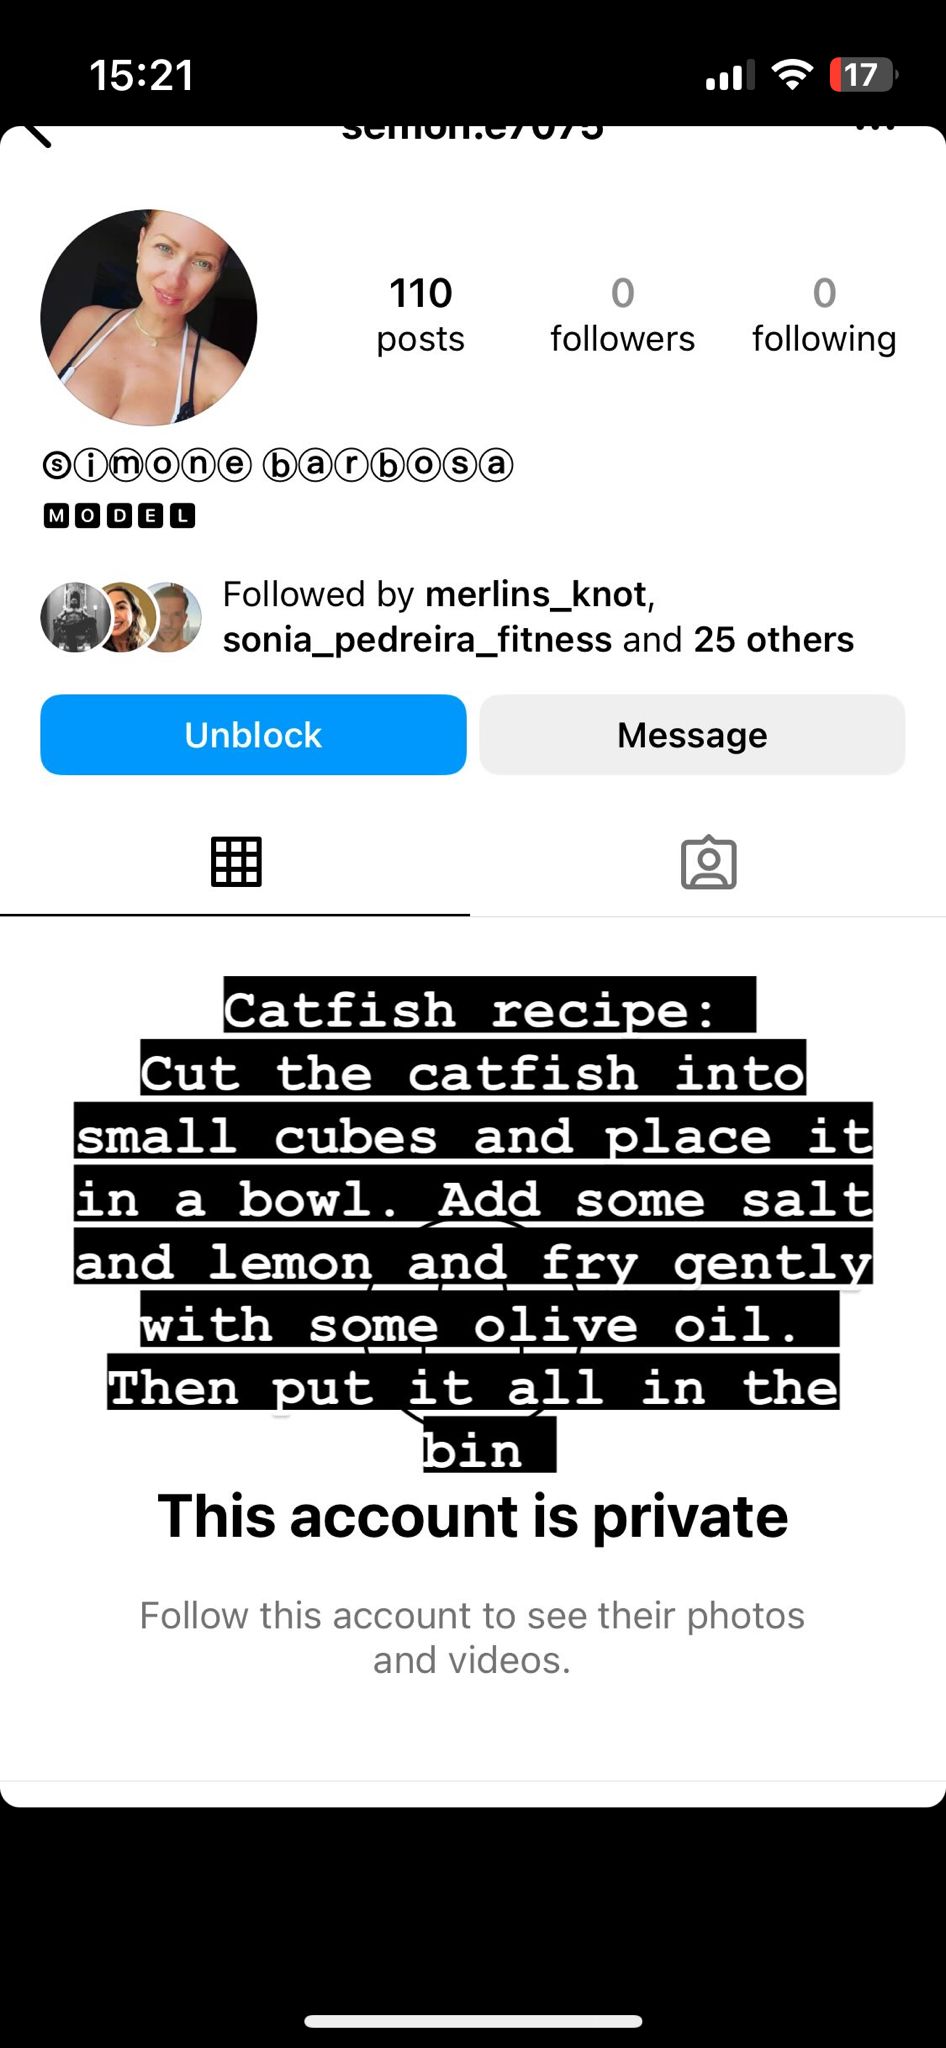 15:21
17
110
0
0
posts
followers
following
ⓢⓘⓜⓞⓝⓔ ⓑⓐⓡⓑⓞⓢⓐ
🅼🅾🅳🅴🅻
Followed by merlins_knot,
sonia_pedreira_fitness and 25 others
Unblock
Message
Catfish recipe:
Cut the catfish into
small cubes and place it
in a bowl. Add some salt
and lemon and fry gently
with some olive oil.
Then put it all in the
bin
This account is private
Follow this account to see their photos
and videos.